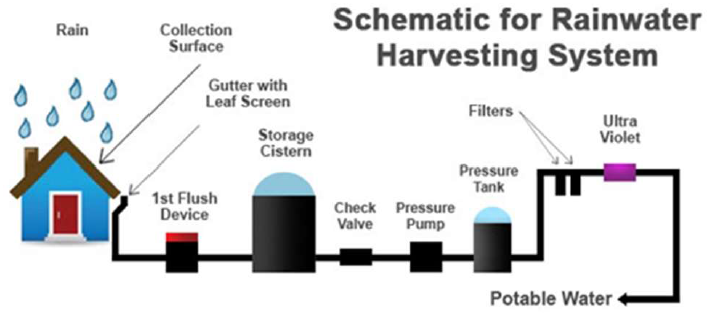 Schematic for Rainwater
Harvesting System
Rain
Collection
Surface
Gutter with
Leaf Screen
1st Flush
Device
Storage
Cistern
Check
Valve
Pressure
Pump
Pressure
Tank
Filters
Ultra
Violet
Potable Water